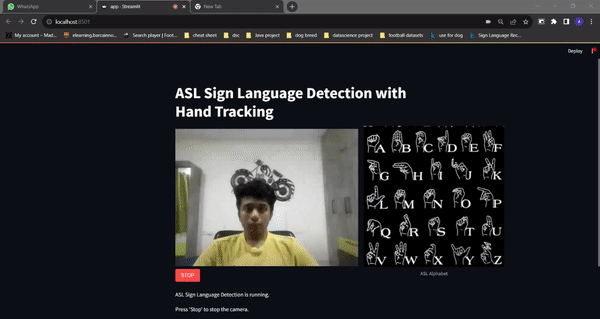 WhatsApp
app · Streamlit
New Tab
localhost:8501
My account – Mad...
Search player | Foot...
cheat sheet
dsc
Java project
dog breed
datascience project
football datasets
use for dog
Sign Language Rec...
Deploy
ASL Sign Language Detection with
Hand Tracking
A B C D E F
G H I J K
L M N O P
Q R S T U
V W X Y Z
ASL Alphabet
STOP
ASL Sign Language Detection is running.
Press 'Stop' to stop the camera.